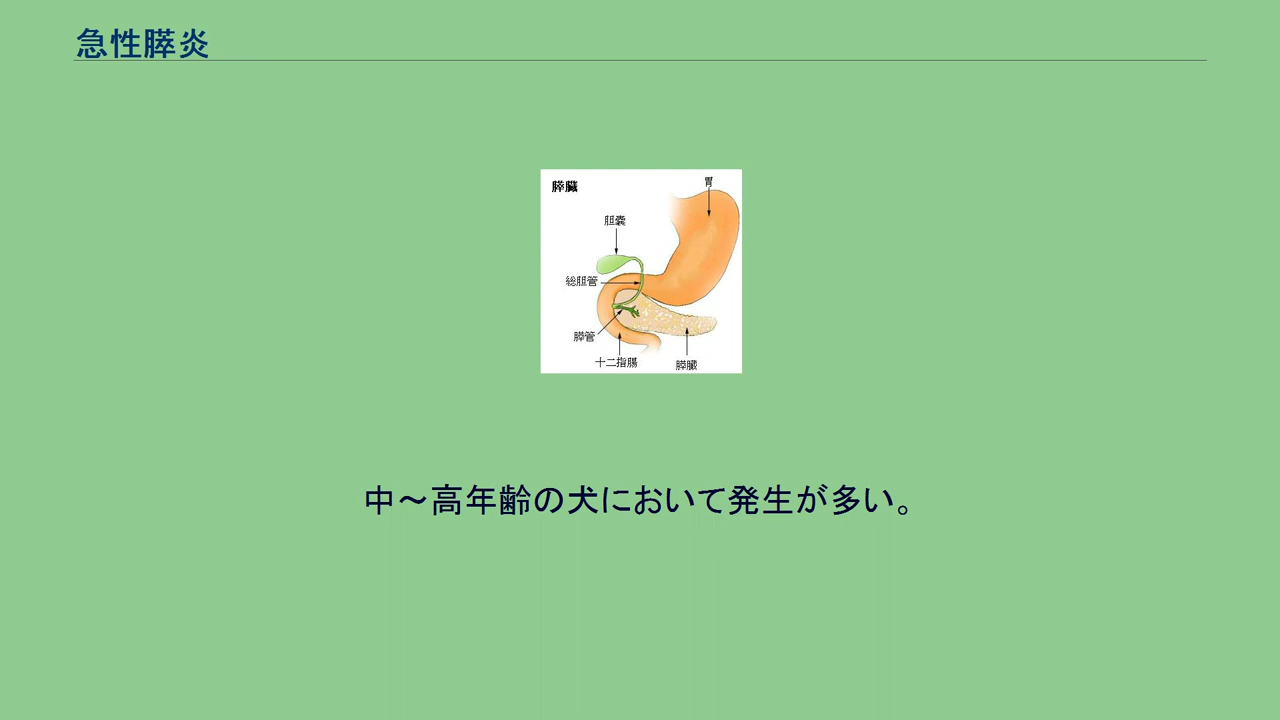 急性膵炎
膵臓
胃
胆嚢
総胆管
膵管
十二指腸
膵臓
中～高年齢の犬において発生が多い。